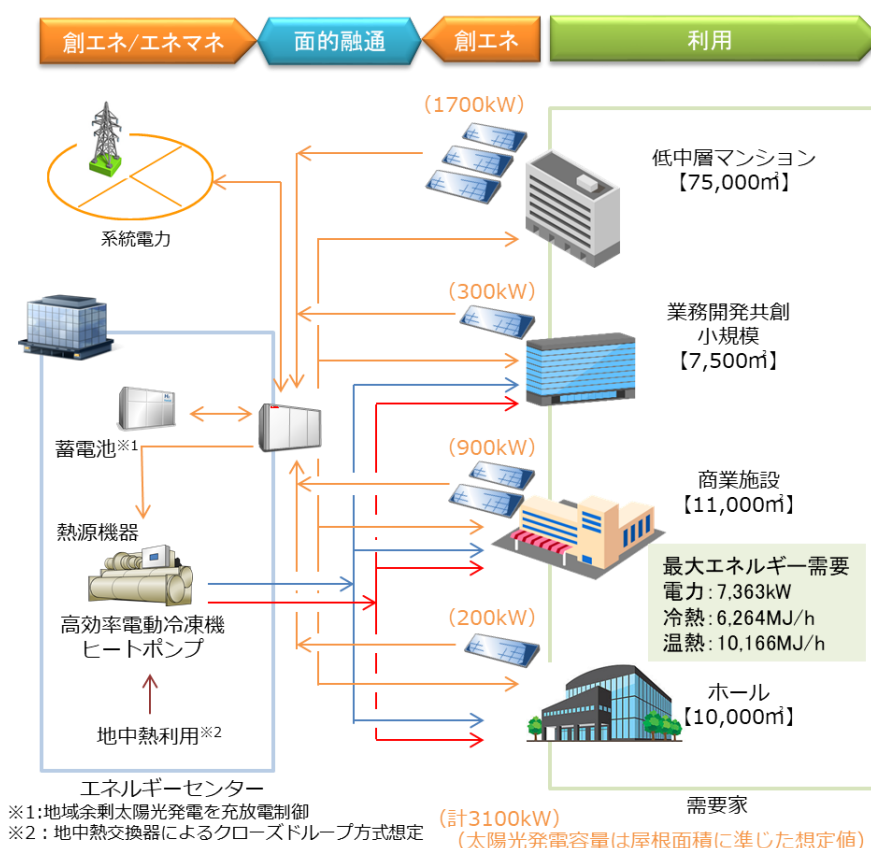 創エネ/エネマネ
面的融通
創エネ
利用
(1700kW)
低中層マンション
【75,000㎡】
系統電力
(300kW)
業務開発共創
小規模
【7,500㎡】
蓄電池※1
(900kW)
商業施設
【11,000㎡】
熱源機器
最大エネルギー需要
電力:7,363kW
冷熱:6,264MJ/h
温熱:10,166MJ/h
高効率電動冷凍機
ヒートポンプ
(200kW)
ホール
【10,000㎡】
地中熱利用※2
エネルギーセンター
需要家
※1:地域余剰太陽光発電を充放電制御
※2:地中熱交換器によるクローズドループ方式想定
(計3100kW)
(太陽光発電容量は屋根面積に準じた想定値)